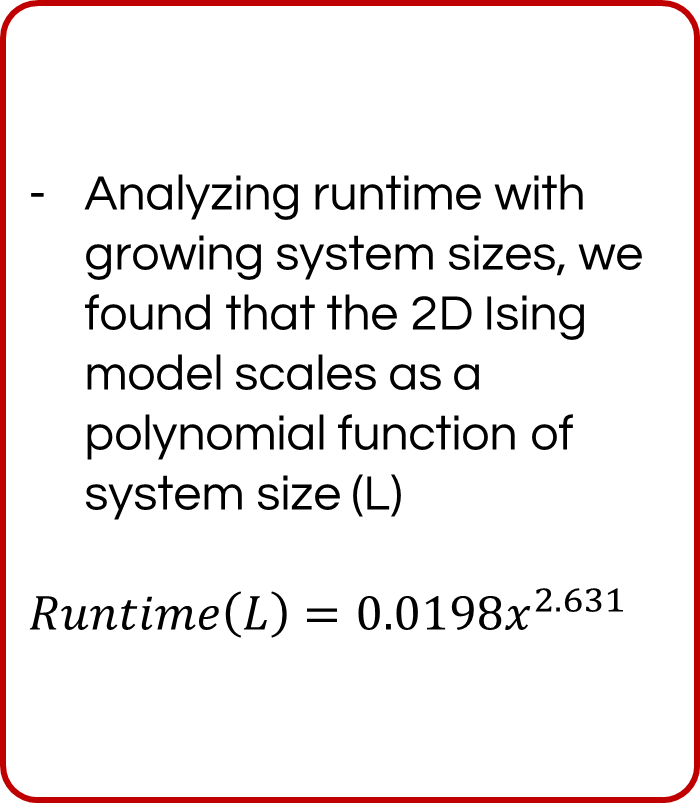 - Analyzing runtime with
growing system sizes, we
found that the 2D Ising
model scales as a
polynomial function of
system size (L)
Runtime(L) = 0.0198x^2.631